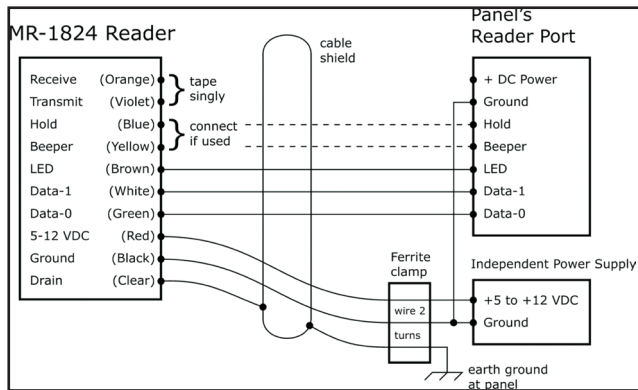 MR-1824 Reader
Receive (Orange)
Transmit (Violet)
Hold (Blue)
Beeper (Yellow)
LED (Brown)
Data-1 (White)
Data-0 (Green)
5-12 VDC (Red)
Ground (Black)
Drain (Clear)
tape
singly
connect
if used
cable
shield
Panel's
Reader Port
+ DC Power
Ground
Hold
Beeper
LED
Data-1
Data-0
Ferrite
clamp
wire 2
turns
Independent Power Supply
+5 to +12 VDC
Ground
earth ground
at panel